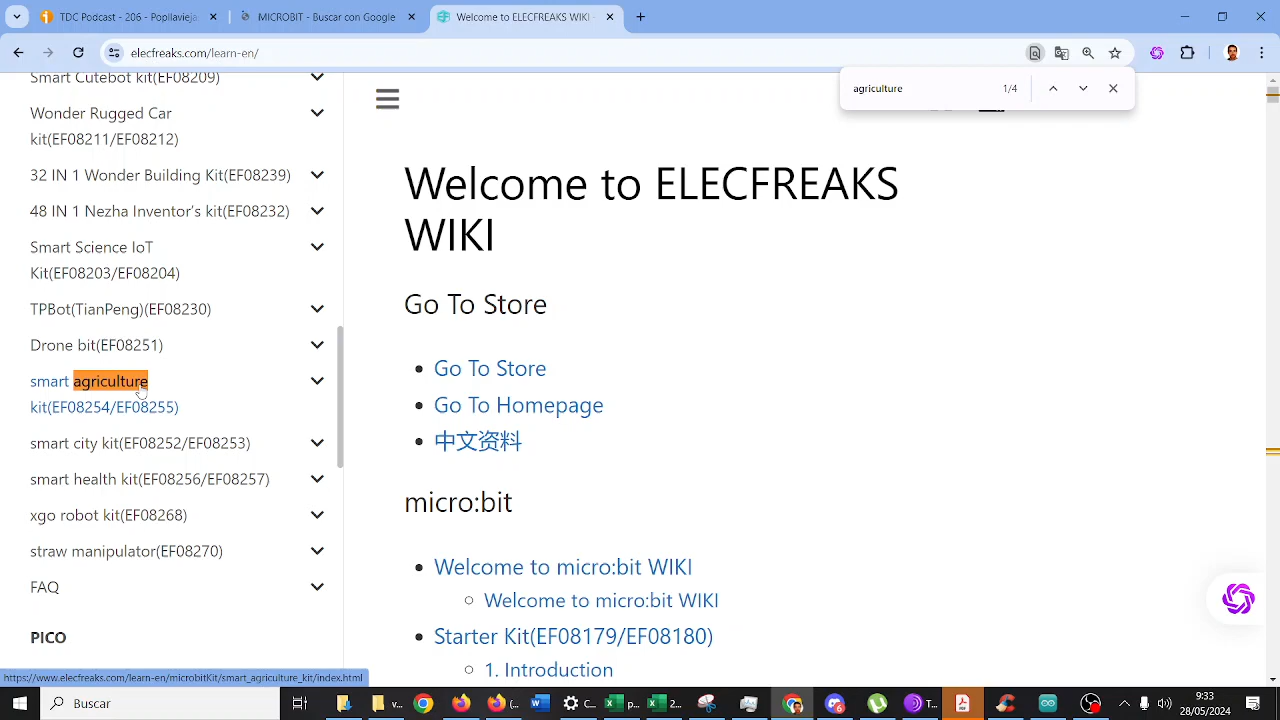 TDC Podcast - 206 - Poplavleje
MICROBIT - Buscar con Google
Welcome to ELECFREAKS WIKI
elecfreaks.com/learn-en/
agriculture
1/4
Smart Cutebot kit(EF08209)
Wonder Rugged Car
kit(EF08211/EF08212)
32 IN 1 Wonder Building Kit(EF08239)
48 IN 1 Nezha Inventor's kit(EF08232)
Smart Science IoT
Kit(EF08203/EF08204)
TPBot(TianPeng)(EF08230)
Drone bit(EF08251)
smart agriculture
kit(EF08254/EF08255)
smart city kit(EF08252/EF08253)
smart health kit(EF08256/EF08257)
xgo robot kit(EF08268)
straw manipulator(EF08270)
FAQ
PICO
Welcome to ELECFREAKS
WIKI
Go To Store
Go To Store
Go To Homepage
中文资料
micro:bit
Welcome to micro:bit WIKI
Welcome to micro:bit WIKI
Starter Kit(EF08179/EF08180)
1. Introduction
https://www.elecfreaks.com/learn-en/microbitKit/smart_agriculture_kit/index.html
Buscar
v...
C...
c...
2...
T...
9:33
28/05/2024